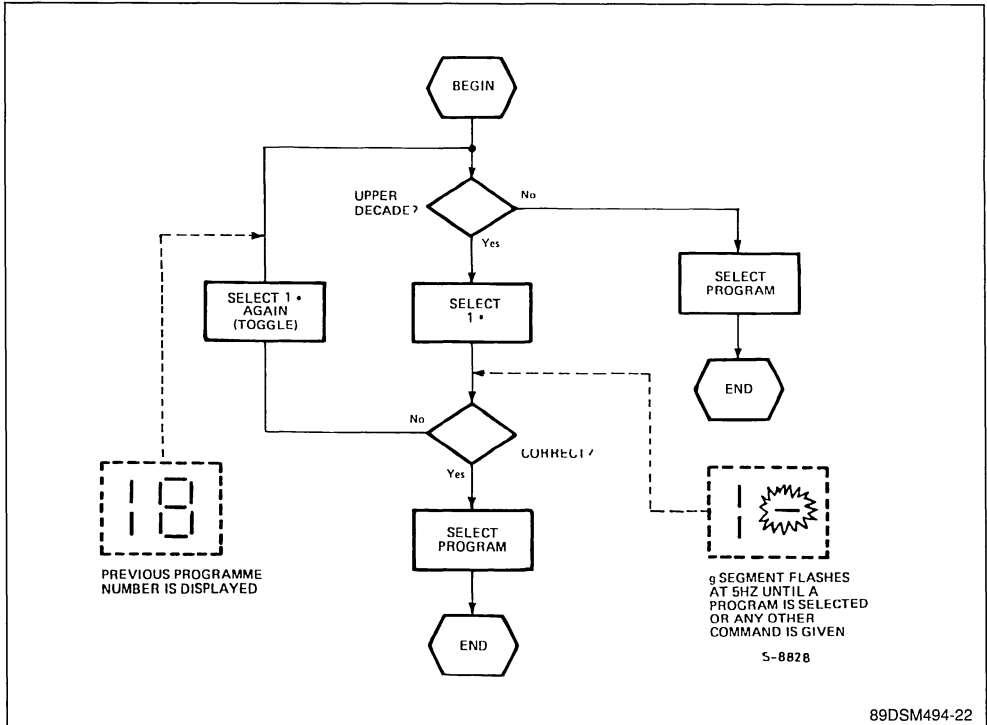 BEGIN
UPPER
DECADE?
No
Yes
SELECT 1•
AGAIN
(TOGGLE)
SELECT
1•
SELECT
PROGRAM
END
No
CORRECT?
Yes
18
PREVIOUS PROGRAMME
NUMBER IS DISPLAYED
SELECT
PROGRAM
END
1 -
g SEGMENT FLASHES
AT 5HZ UNTIL A
PROGRAM IS SELECTED
OR ANY OTHER
COMMAND IS GIVEN
S-8828
89DSM494-22